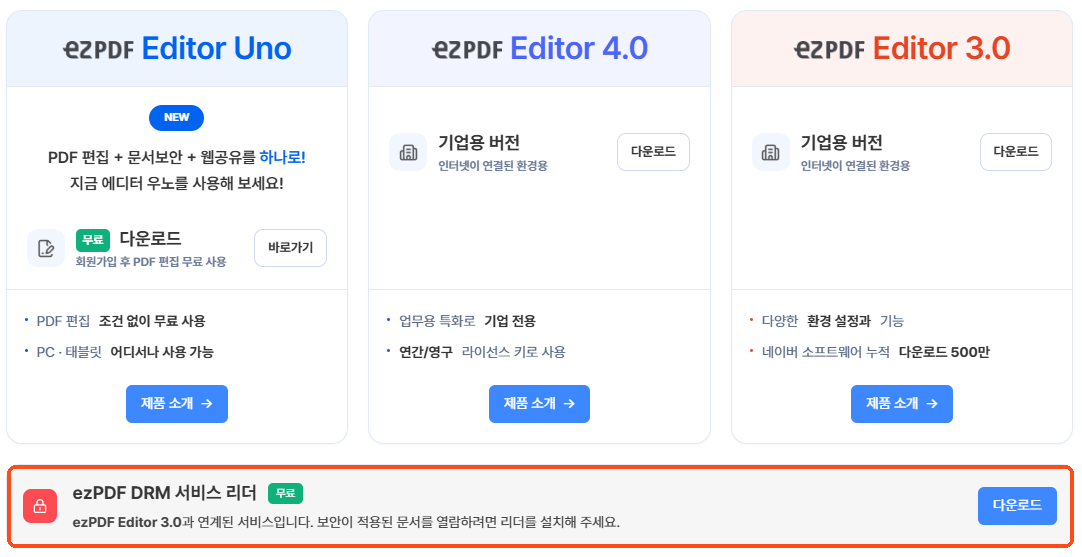 ezPDF Editor Uno
NEW
PDF 편집 + 문서보안 + 웹공유를 하나로!
지금 에디터 우노를 사용해 보세요!
무료 다운로드
회원가입 후 PDF 편집 무료 사용
바로가기
• PDF 편집 조건 없이 무료 사용
• PC · 태블릿 어디서나 사용 가능
제품 소개 →
ezPDF Editor 4.0
기업용 버전
인터넷이 연결된 환경용
다운로드
• 업무용 특화로 기업 전용
• 연간/영구 라이선스 키로 사용
제품 소개 →
ezPDF Editor 3.0
기업용 버전
인터넷이 연결된 환경용
다운로드
• 다양한 환경 설정과 기능
• 네이버 소프트웨어 누적 다운로드 500만
제품 소개 →
ezPDF DRM 서비스 리더 무료
ezPDF Editor 3.0과 연계된 서비스입니다. 보안이 적용된 문서를 열람하려면 리더를 설치해 주세요.
다운로드